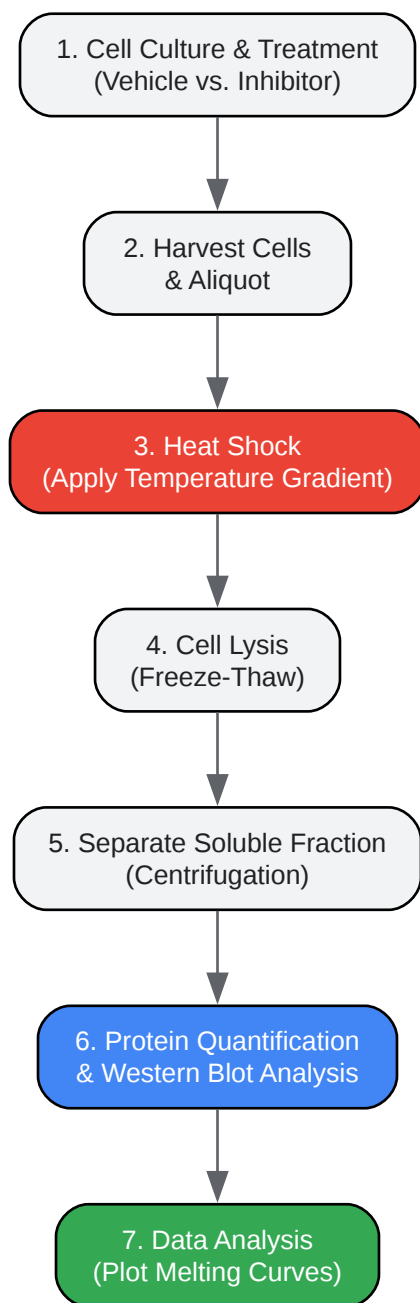 1. Cell Culture & Treatment
(Vehicle vs. Inhibitor)
2. Harvest Cells
& Aliquot
3. Heat Shock
(Apply Temperature Gradient)
4. Cell Lysis
(Freeze-Thaw)
5. Separate Soluble Fraction
(Centrifugation)
6. Protein Quantification
& Western Blot Analysis
7. Data Analysis
(Plot Melting Curves)